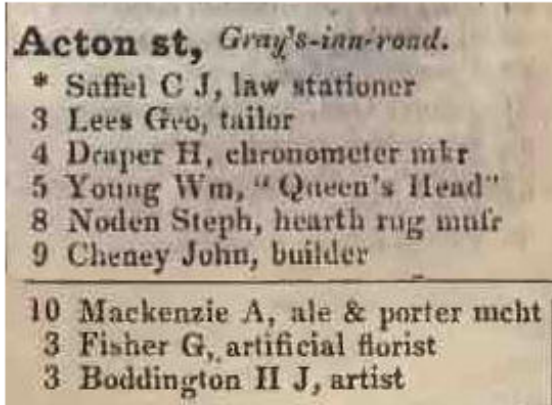 Acton st, Gray's-inn-road.
* Saffel C J, law stationer
3 Lees Geo, tailor
4 Draper H, chronometer mkr
5 Young Wm, "Queen's Head"
8 Noden Steph, hearth rug mnfr
9 Cheney John, builder
10 Mackenzie A, ale & porter mcht
3 Fisher G, artificial florist
3 Boddington H J, artist